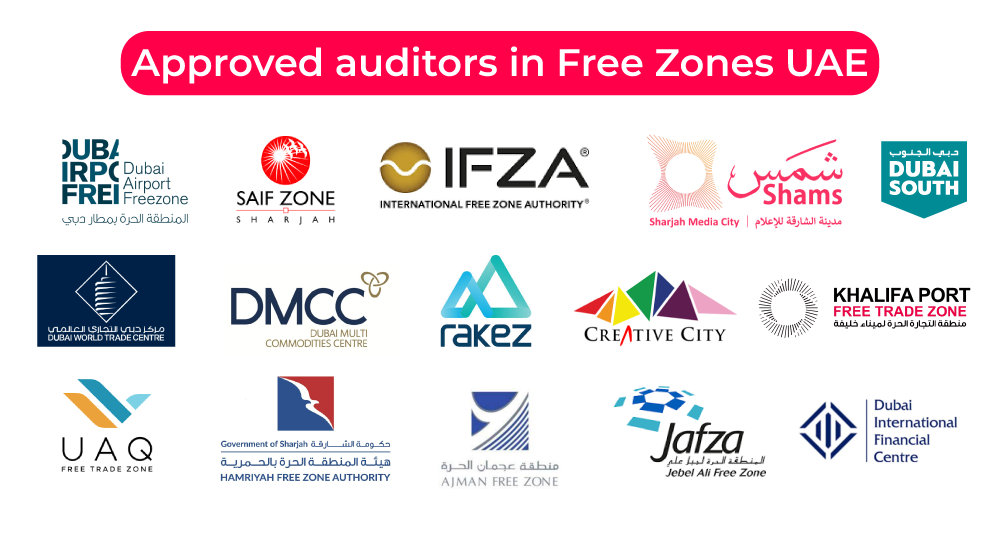 Approved auditors in Free Zones UAE
DUBA
IRPO
FREI
Dubai
Airport
Freezone
المنطقة الحرة بمطار دبي
SAIF ZONE
SHARJAH
IFZA®
INTERNATIONAL FREE ZONE AUTHORITY®
شمس
Shams
Sharjah Media City | مدينة الشارقة للإعلام
دبي الجنوب
DUBAI
SOUTH
مركز دبي التجاري العالمي
DUBAI WORLD TRADE CENTRE
DMCC
DUBAI MULTI
COMMODITIES CENTRE
rakez
CREATIVE CITY
KHALIFA PORT
FREE TRADE ZONE
منطقة التجارة الحرة لميناء خليفة
UAQ
FREE TRADE ZONE
Government of Sharjah حكومة الشارقة
هيئة المنطقة الحرة بالحمرية
HAMRIYAH FREE ZONE AUTHORITY
منطقة عجمان الحرة
AJMAN FREE ZONE
Jafza
المنطقة الحرة لجبل علي
Jebel Ali Free Zone
Dubai
International
Financial
Centre